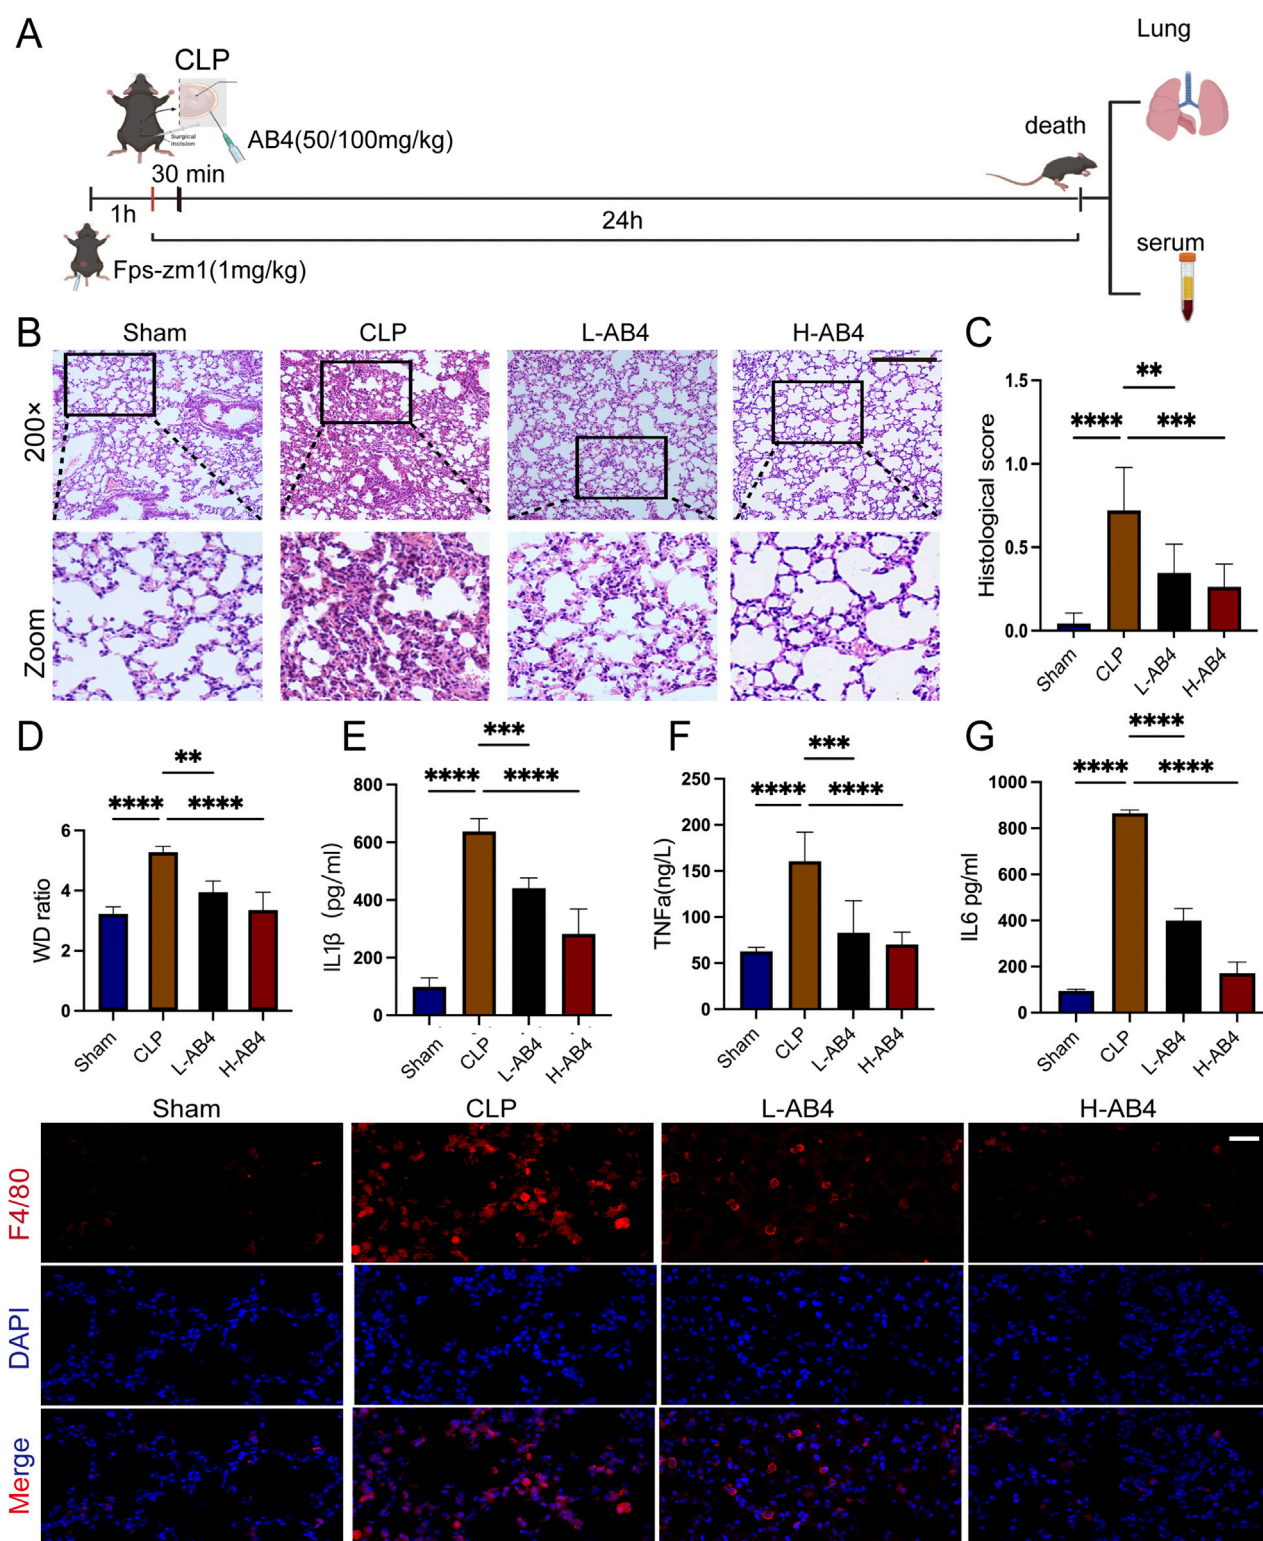 A
CLP
Surgical
incision
AB4(50/100mg/kg)
30 min
1h
Fps-zm1(1mg/kg)
24h
death
Lung
serum
B
Sham CLP L-AB4 H-AB4
200×
Zoom
C
** 
**** ***
Histological score
1.5
1.0
0.5
0.0
Sham CLP L-AB4 H-AB4
D
**
**** ****
WD ratio
6
4
2
0
Sham CLP L-AB4 H-AB4
E
***
**** ****
IL1β (pg/ml)
800
600
400
200
0
Sham CLP L-AB4 H-AB4
F
***
**** ****
TNFa(ng/L)
250
200
150
100
50
0
Sham CLP L-AB4 H-AB4
G
****
**** ****
IL6 pg/ml
1000
800
600
400
200
0
Sham CLP L-AB4 H-AB4
Sham CLP L-AB4 H-AB4
F4/80
DAPI
Merge